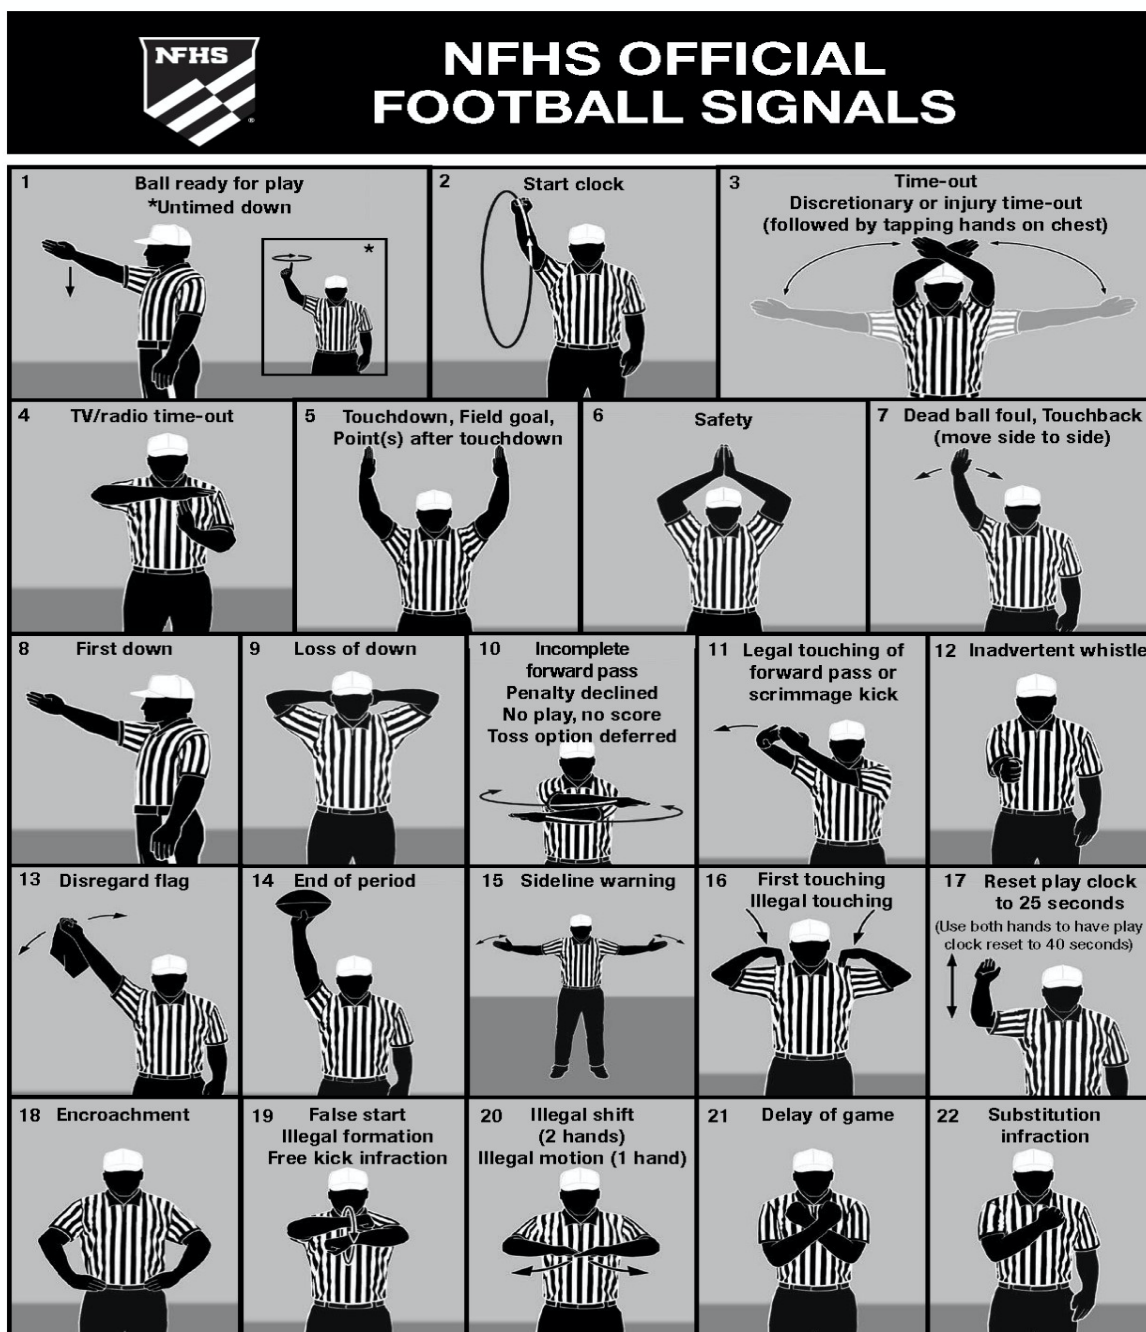 NFHS
®
NFHS OFFICIAL
FOOTBALL SIGNALS
1
Ball ready for play
*Untimed down
*
2
Start clock
3
Time-out
Discretionary or injury time-out
(followed by tapping hands on chest)
4
TV/radio time-out
5
Touchdown, Field goal,
Point(s) after touchdown
6
Safety
7
Dead ball foul, Touchback
(move side to side)
8
First down
9
Loss of down
10
Incomplete
forward pass
Penalty declined
No play, no score
Toss option deferred
11
Legal touching of
forward pass or
scrimmage kick
12
Inadvertent whistle
13
Disregard flag
14
End of period
15
Sideline warning
16
First touching
Illegal touching
17
Reset play clock
to 25 seconds
(Use both hands to have play
clock reset to 40 seconds)
18
Encroachment
19
False start
Illegal formation
Free kick infraction
20
Illegal shift
(2 hands)
Illegal motion (1 hand)
21
Delay of game
22
Substitution
infraction